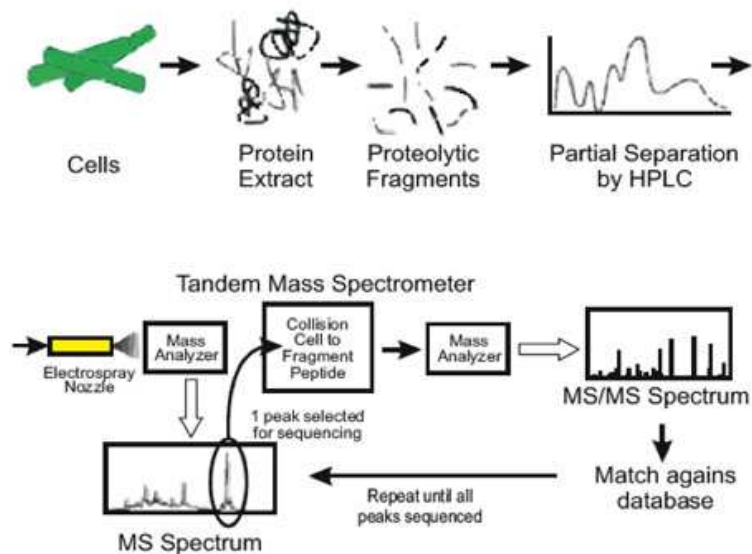 Cells
Protein
Extract
Proteolytic
Fragments
Partial Separation
by HPLC
Tandem Mass Spectrometer
Electrospray
Nozzle
Mass
Analyzer
Collision
Cell to
Fragment
Peptide
Mass
Analyzer
MS/MS Spectrum
1 peak selected
for sequencing
MS Spectrum
Repeat until all
peaks sequenced
Match agains
database